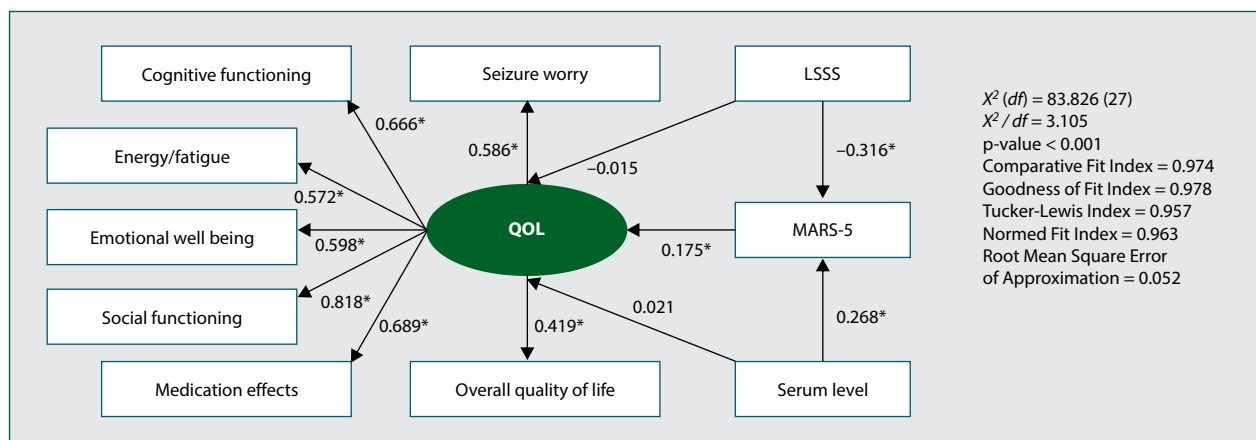 Cognitive functioning
Seizure worry
LSSS
0.666*
Energy/fatigue
0.586*
–0.015
–0.316*
0.572*
Emotional well being
0.598*
QOL
0.175*
MARS-5
Social functioning
0.818*
0.689*
0.419*
0.021
0.268*
Medication effects
Overall quality of life
Serum level
X² (df) = 83.826 (27)
X² / df = 3.105
p-value < 0.001
Comparative Fit Index = 0.974
Goodness of Fit Index = 0.978
Tucker-Lewis Index = 0.957
Normed Fit Index = 0.963
Root Mean Square Error
of Approximation = 0.052